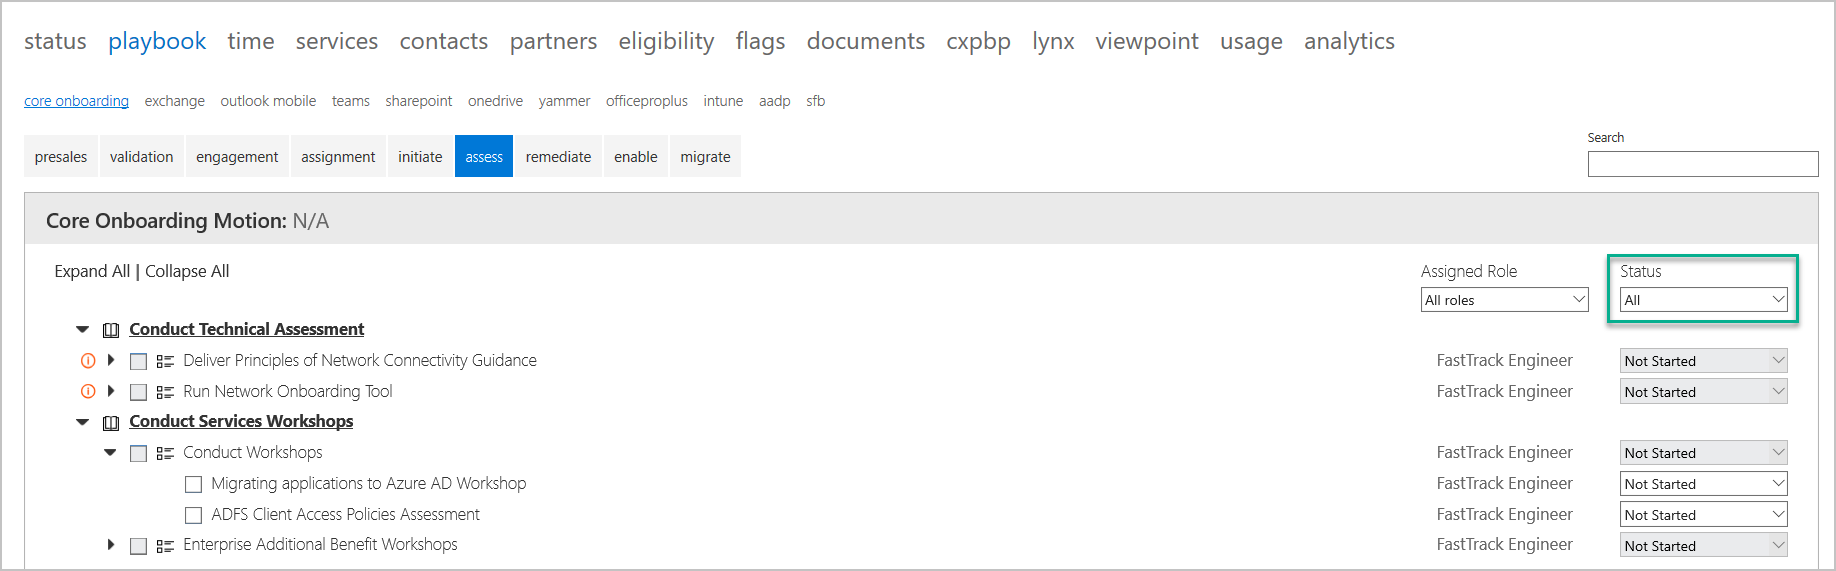 status playbook time services contacts partners eligibility flags documents cxpbp lynx viewpoint usage analytics
core onboarding exchange outlook mobile teams sharepoint onedrive yammer officeproplus intune aadp sfb
presales validation engagement assignment initiate assess remediate enable migrate
Search
Core Onboarding Motion: N/A
Expand All | Collapse All
Assigned Role
Status
All roles
All
Conduct Technical Assessment
Deliver Principles of Network Connectivity Guidance FastTrack Engineer Not Started
Run Network Onboarding Tool FastTrack Engineer Not Started
Conduct Services Workshops
Conduct Workshops FastTrack Engineer Not Started
Migrating applications to Azure AD Workshop FastTrack Engineer Not Started
ADFS Client Access Policies Assessment FastTrack Engineer Not Started
Enterprise Additional Benefit Workshops FastTrack Engineer Not Started